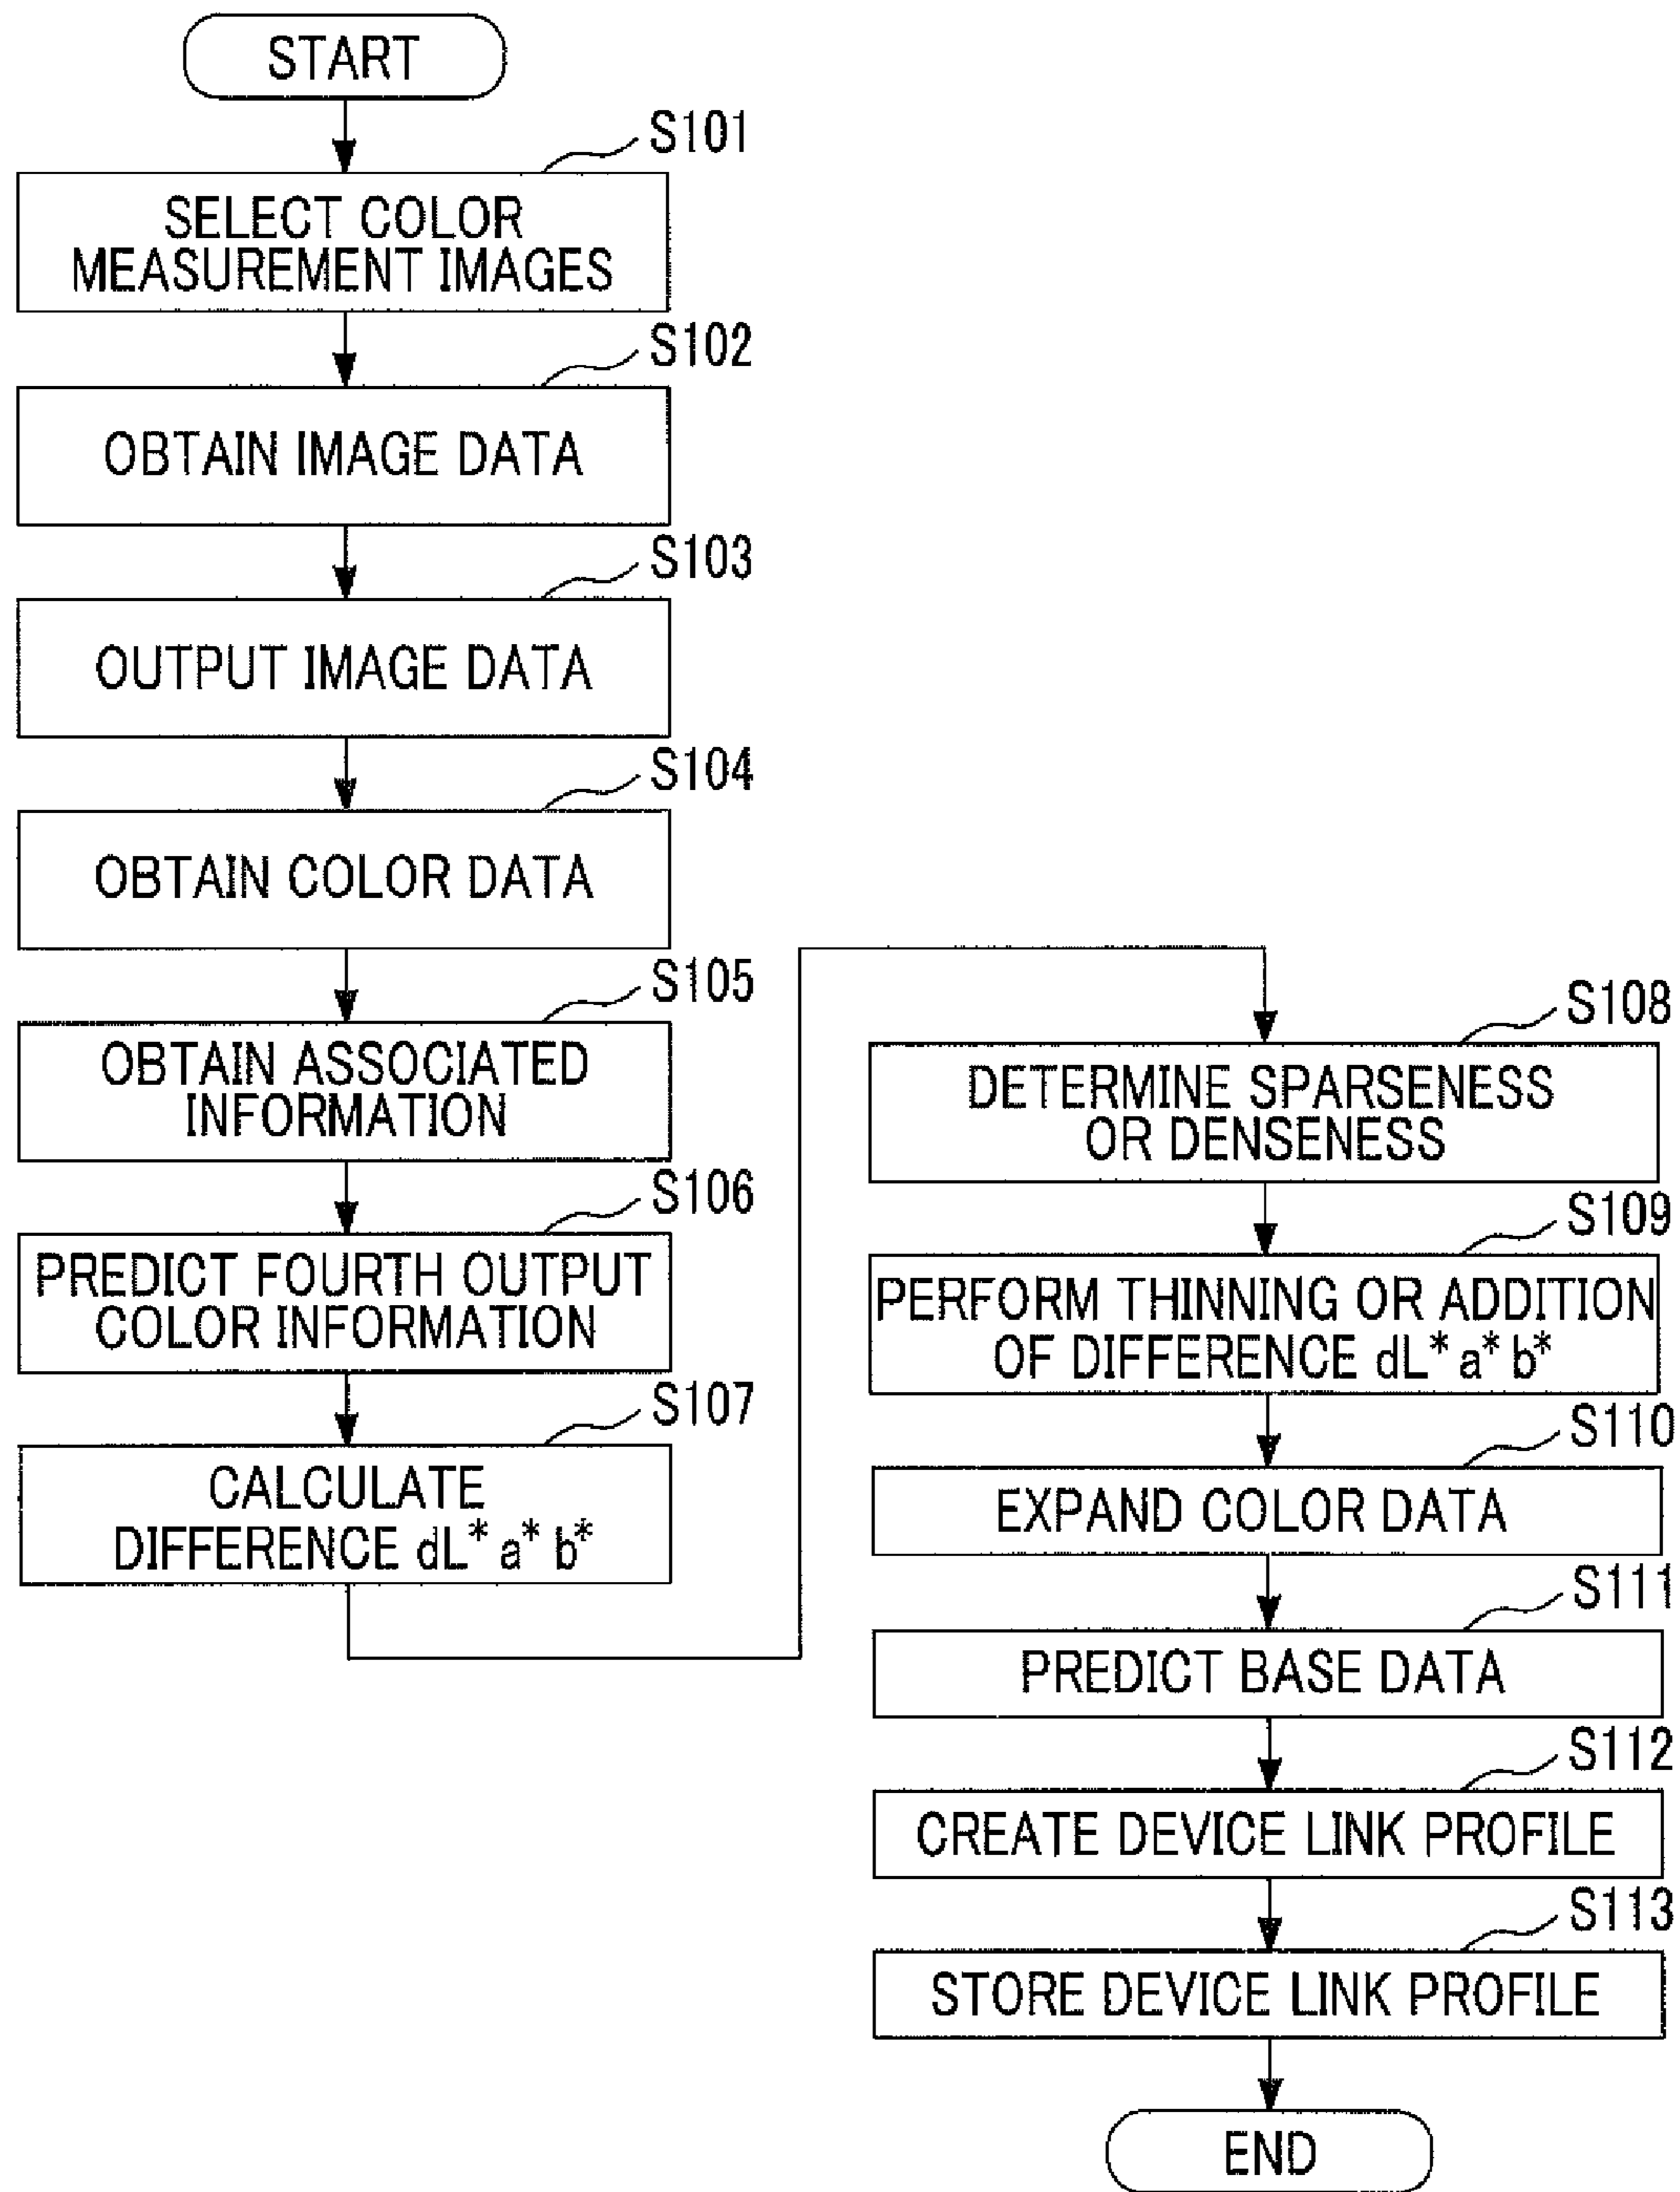 START
S101
SELECT COLOR
MEASUREMENT IMAGES
S102
OBTAIN IMAGE DATA
S103
OUTPUT IMAGE DATA
S104
OBTAIN COLOR DATA
S105
OBTAIN ASSOCIATED
INFORMATION
S106
PREDICT FOURTH OUTPUT
COLOR INFORMATION
S107
CALCULATE
DIFFERENCE dL* a* b*
S108
DETERMINE SPARSENESS
OR DENSENESS
S109
PERFORM THINNING OR ADDITION
OF DIFFERENCE dL* a* b*
S110
EXPAND COLOR DATA
S111
PREDICT BASE DATA
S112
CREATE DEVICE LINK PROFILE
S113
STORE DEVICE LINK PROFILE
END